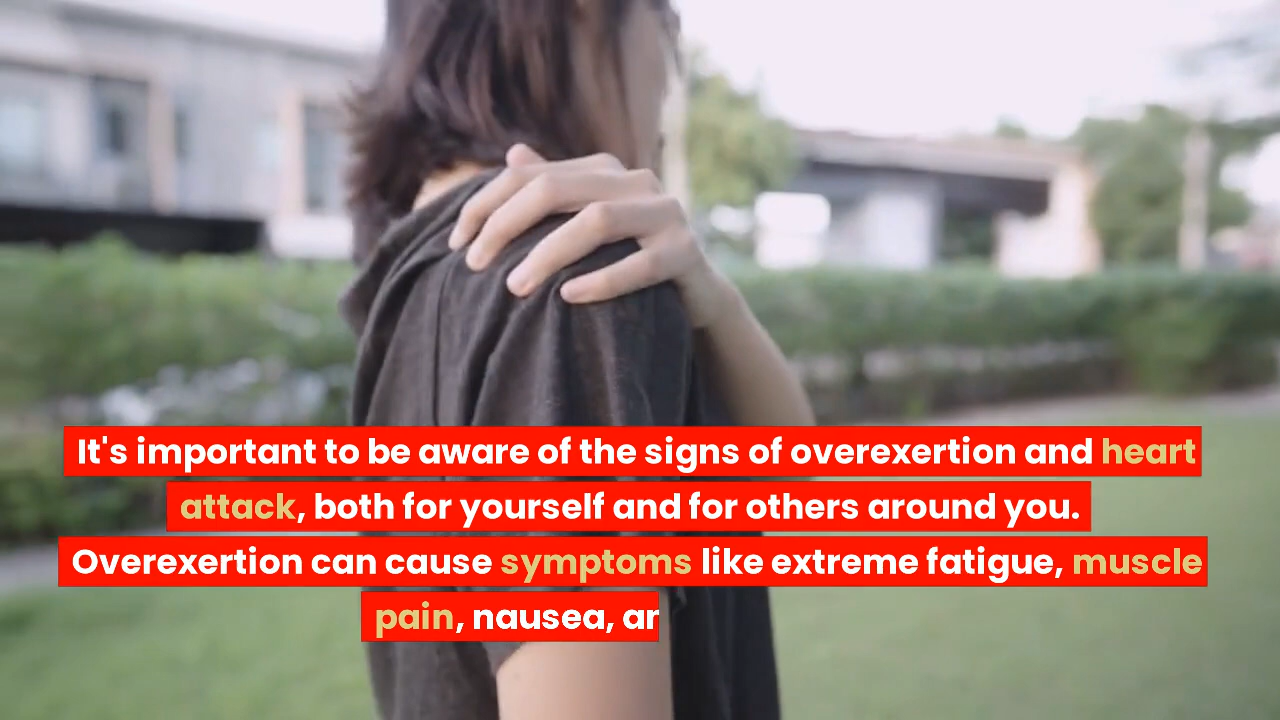 It's important to be aware of the signs of overexertion and heart
attack, both for yourself and for others around you.
Overexertion can cause symptoms like extreme fatigue, muscle
pain, nausea,